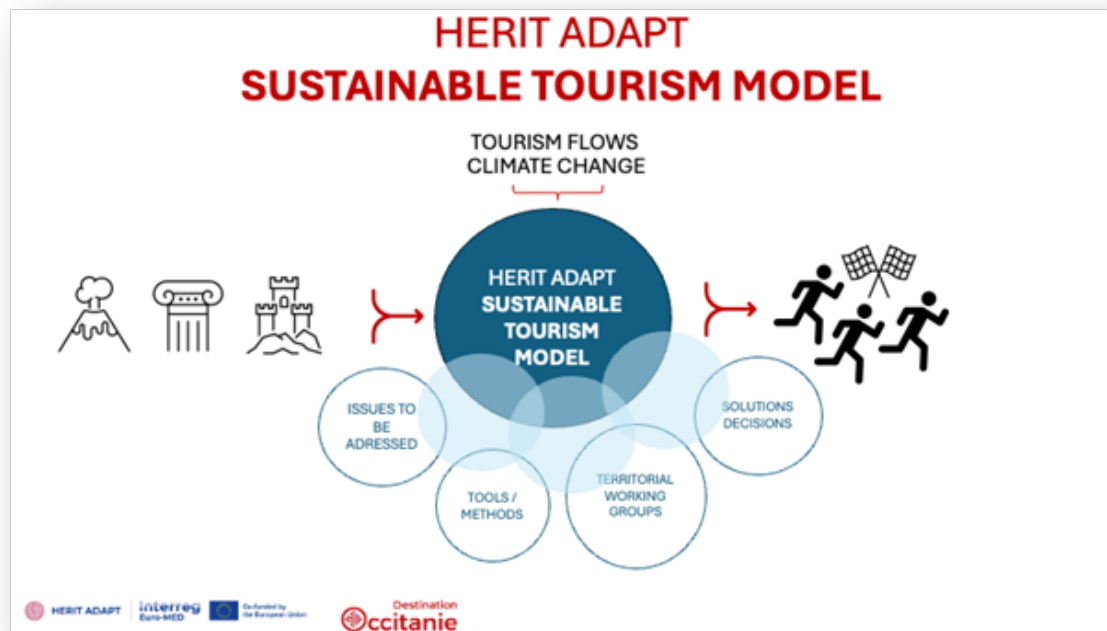 HERIT ADAPT
SUSTAINABLE TOURISM MODEL
TOURISM FLOWS
CLIMATE CHANGE
HERIT ADAPT
SUSTAINABLE
TOURISM
MODEL
ISSUES TO
BE
ADRESSED
TOOLS /
METHODS
TERRITORIAL
WORKING
GROUPS
SOLUTIONS
DECISIONS
HERIT ADAPT
Interreg
Euro-MED
Co-funded by
the European Union
Destination
Occitanie